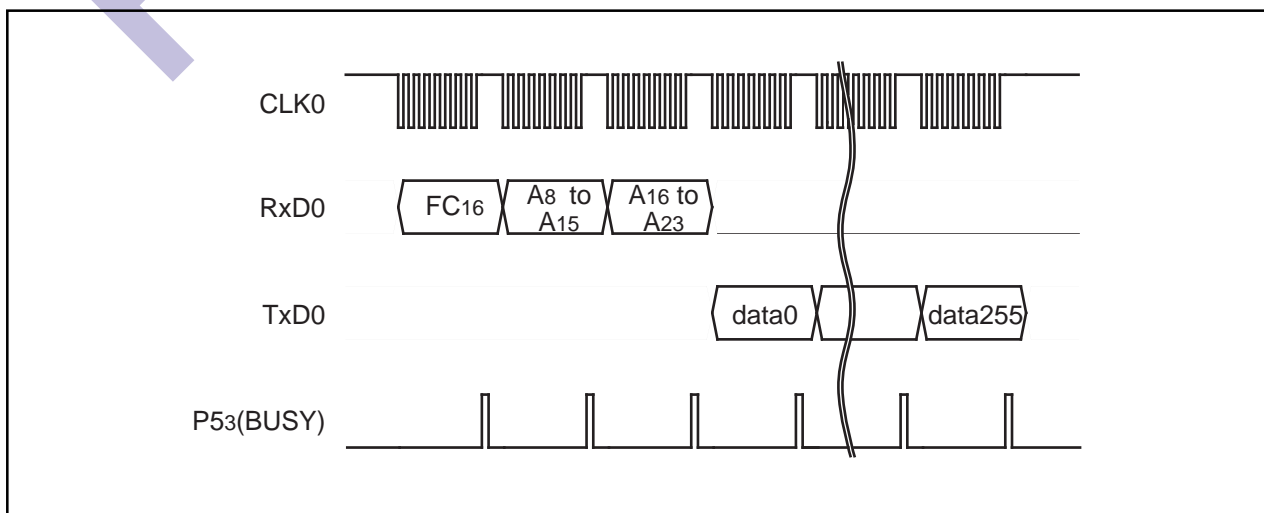 CLK0
RxD0
FC16
A8 to
A15
A16 to
A23
TxD0
data0
data255
P53(BUSY)